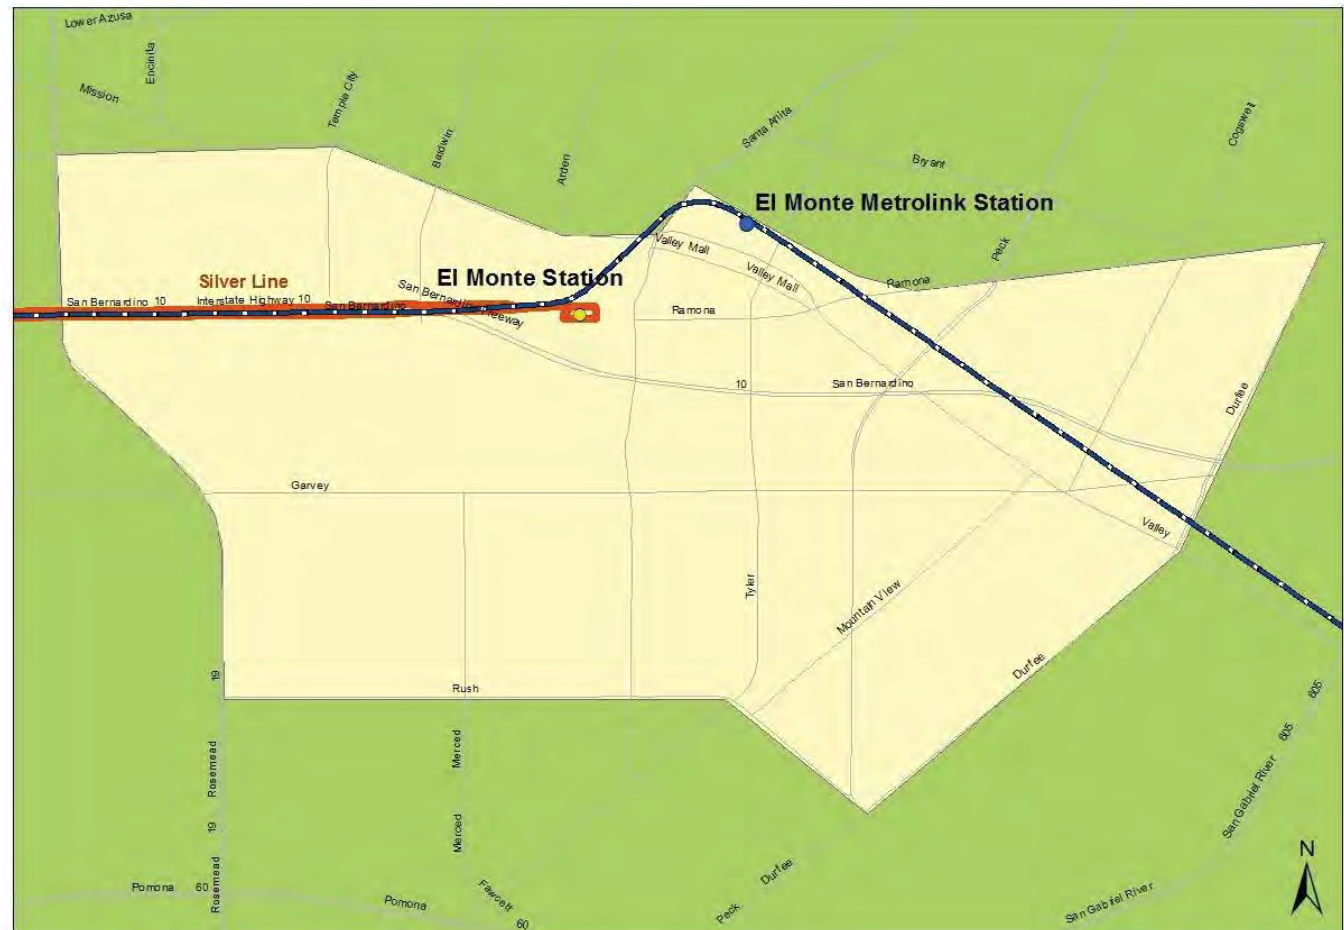 Lower Azusa
Encinita
Mission
Temple City
Baldwin
Arden
Santa Anita
Bryant
Cogswell
El Monte Metrolink Station
Peck
Valley Mall
Valley Mall
Ramona
Silver Line
El Monte Station
San Bernardino 10
Interstate Highway 10
San Bernardino
San Bernardino Freeway
Ramona
10
San Bernardino
Durfee
Garvey
Valley
Tyler
Mountain View
Durfee
Rush
19
Rosemead
19
Rosemead
Merced
Merced
605
605
San Gabriel River
San Gabriel River
Pomona 60
Pomona
Fawcett
60
Peck
Durfee
N